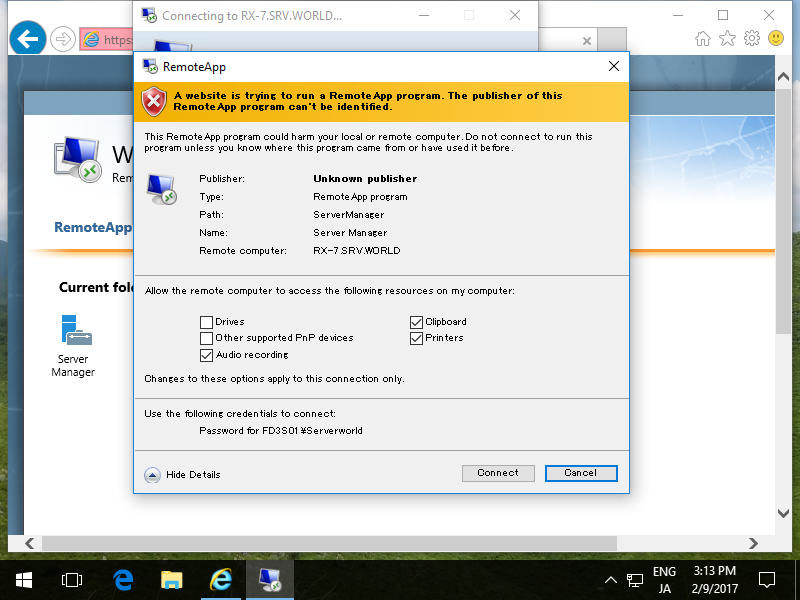 Connecting to RX-7.SRV.WORLD...
https:
RemoteApp
A website is trying to run a RemoteApp program. The publisher of this
RemoteApp program can't be identified.
This RemoteApp program could harm your local or remote computer. Do not connect to run this
program unless you know where this program came from or have used it before.
Publisher: Unknown publisher
Type: RemoteApp program
Path: ServerManager
Name: Server Manager
Remote computer: RX-7.SRV.WORLD
Allow the remote computer to access the following resources on my computer:
Drives
Clipboard
Other supported PnP devices
Printers
Audio recording
Changes to these options apply to this connection only.
Use the following credentials to connect:
Password for FD3S01¥Serverworld
Hide Details
Connect
Cancel
RemoteApp
Server
Manager
ENG
JA
3:13 PM
2/9/2017